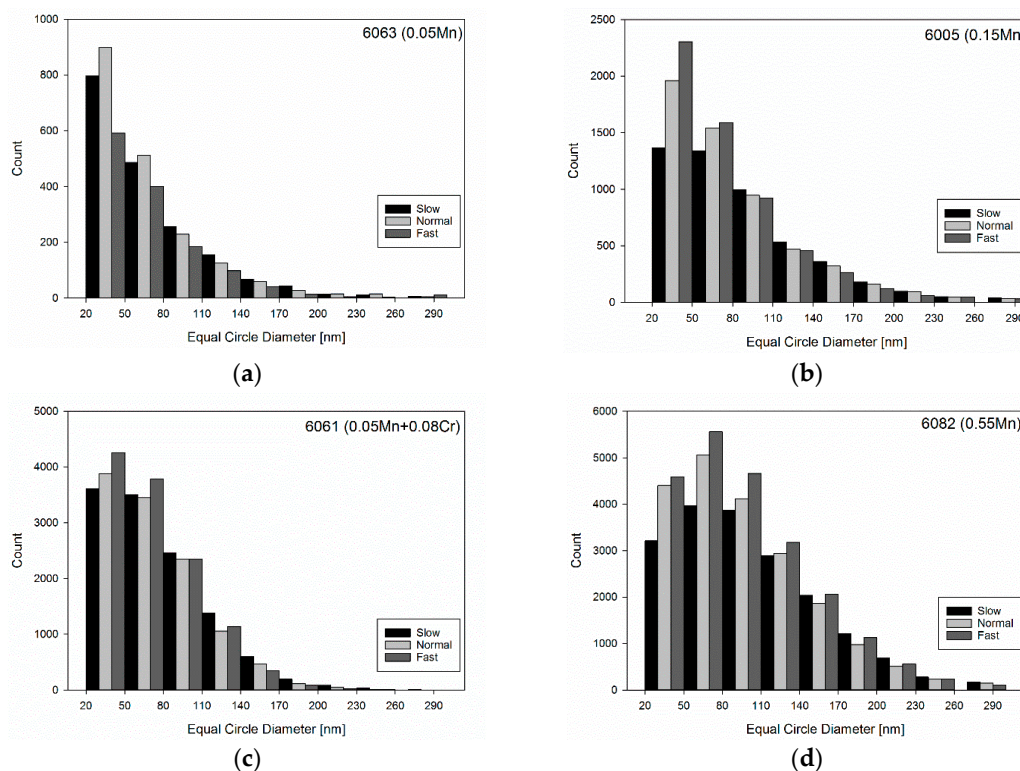 6063 (0.05Mn)
1000
800
600
400
200
0
Count
Slow
Normal
Fast
20 50 80 110 140 170 200 230 260 290
Equal Circle Diameter [nm]
(a)
6005 (0.15Mn)
2500
2000
1500
1000
500
0
Count
Slow
Normal
Fast
20 50 80 110 140 170 200 230 260 290
Equal Circle Diameter [nm]
(b)
6061 (0.05Mn+0.08Cr)
5000
4000
3000
2000
1000
0
Count
Slow
Normal
Fast
20 50 80 110 140 170 200 230 260 290
Equal Circle Diameter [nm]
(c)
6082 (0.55Mn)
6000
5000
4000
3000
2000
1000
0
Count
Slow
Normal
Fast
20 50 80 110 140 170 200 230 260 290
Equal Circle Diameter [nm]
(d)